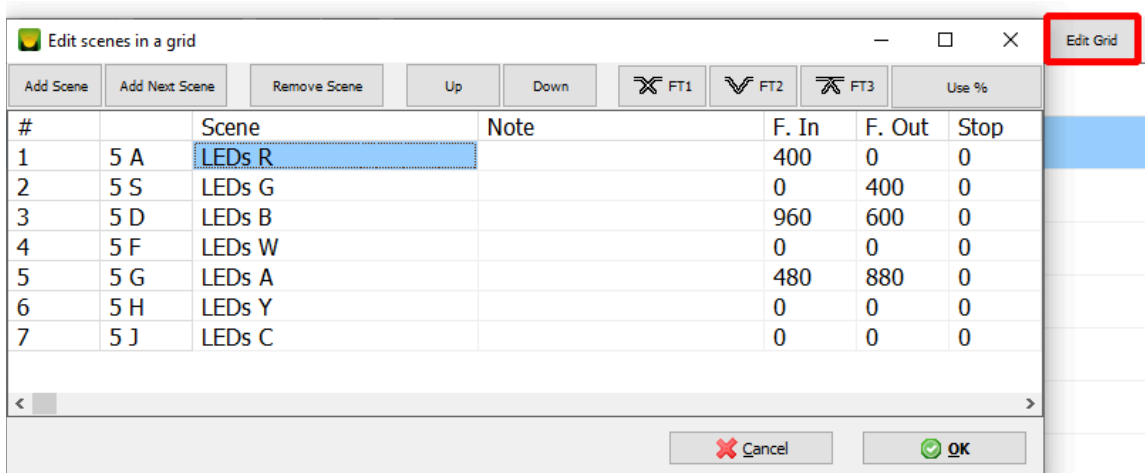 Edit scenes in a grid
Edit Grid
Add Scene Add Next Scene Remove Scene Up Down FT1 FT2 FT3 Use %
# Scene Note F. In F. Out Stop
1 5 A LEDs R 400 0 0
2 5 S LEDs G 0 400 0
3 5 D LEDs B 960 600 0
4 5 F LEDs W 0 0 0
5 5 G LEDs A 480 880 0
6 5 H LEDs Y 0 0 0
7 5 J LEDs C 0 0 0
Cancel OK